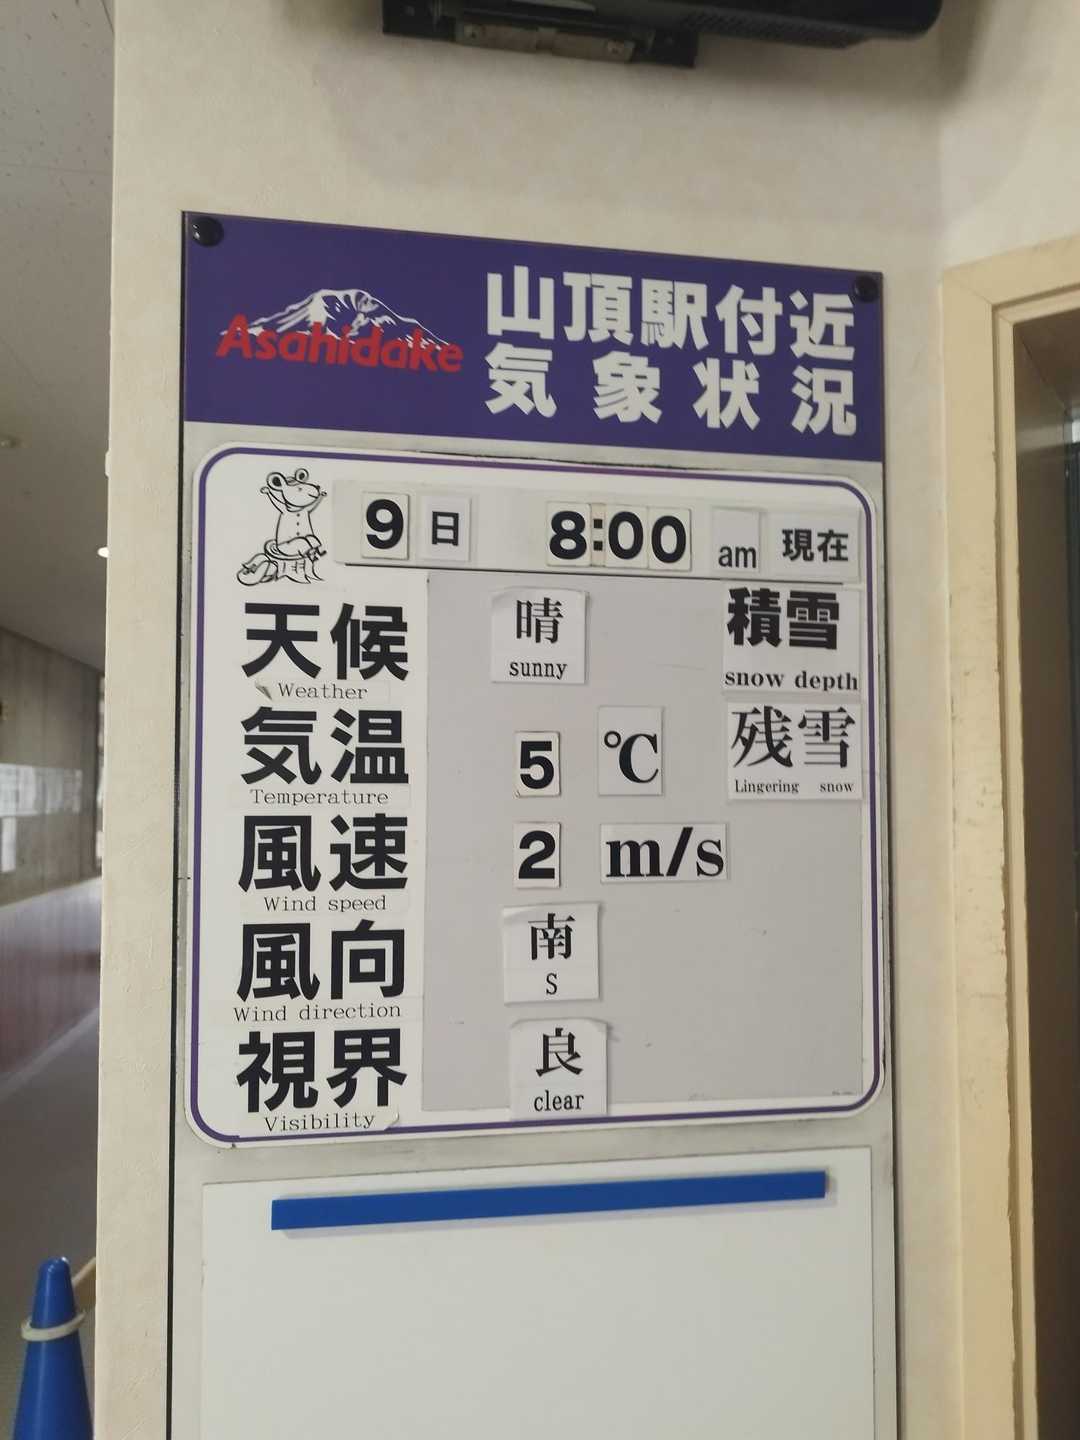 Asahidake
山頂駅付近
気象状況
9日 8:00 am 現在
天候 晴 積雪
Weather sunny snow depth
気温 5 ℃ 残雪
Temperature Lingering snow
風速 2 m/s
Wind speed
風向 南
Wind direction S
視界 良
Visibility clear